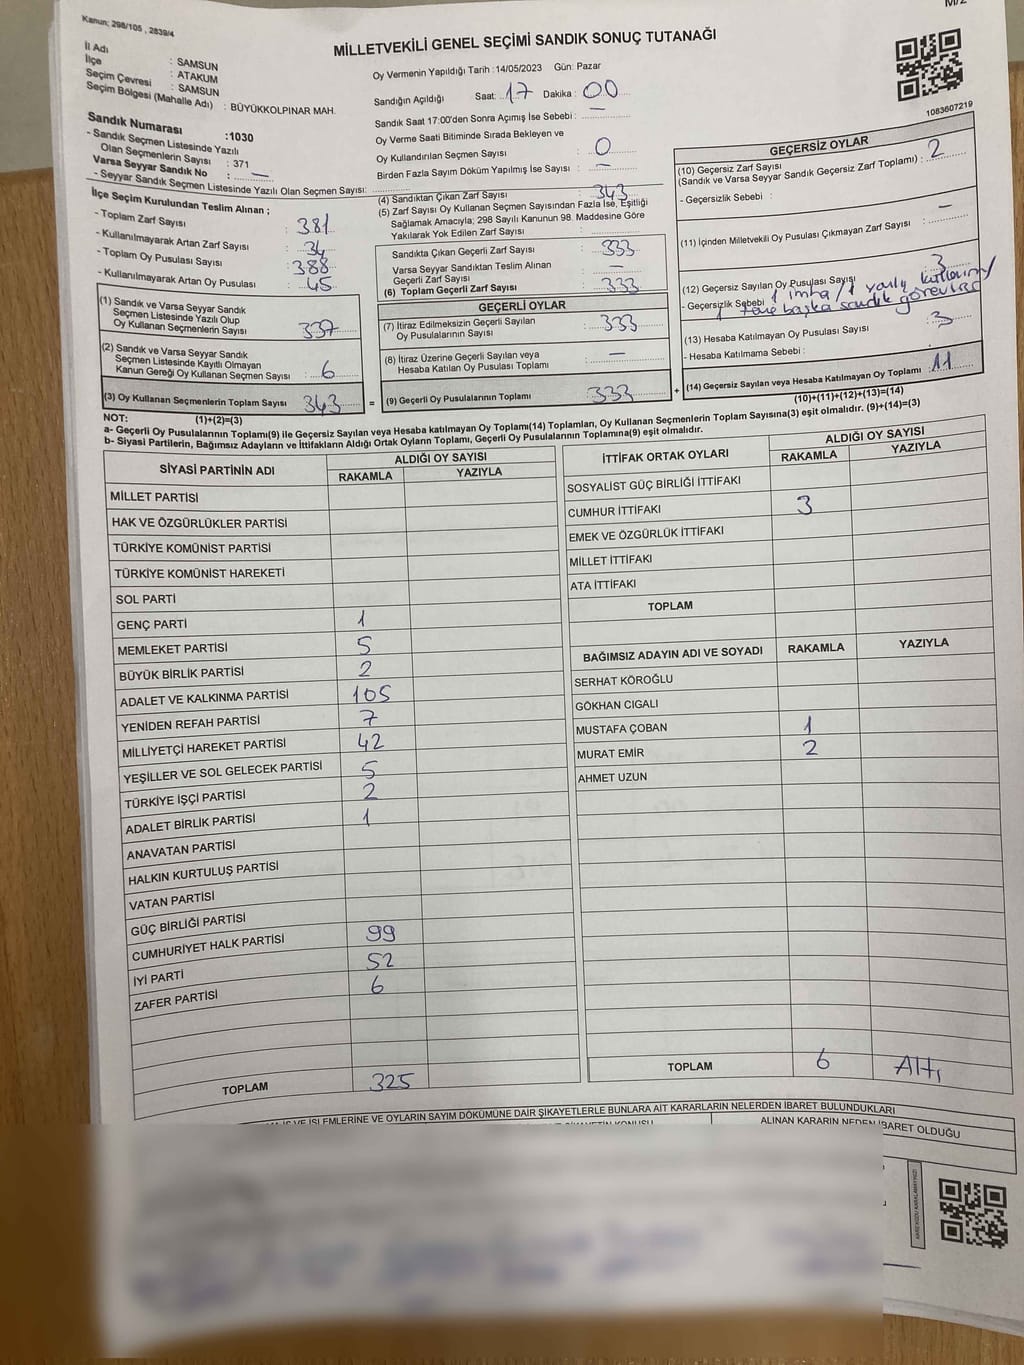 M/2
Kanun; 298/105 , 2839/4
MİLLETVEKİLİ GENEL SEÇİMİ SANDIK SONUÇ TUTANAĞI
İl Adı : SAMSUN
İlçe : ATAKUM
Seçim Çevresi : SAMSUN
Seçim Bölgesi (Mahalle Adı) : BÜYÜKKOLPINAR MAH.
Sandık Numarası :1030
- Sandık Seçmen Listesinde Yazılı
Olan Seçmenlerin Sayısı : 371
Varsa Seyyar Sandık No : —
- Seyyar Sandık Seçmen Listesinde Yazılı Olan Seçmen Sayısı:
Oy Vermenin Yapıldığı Tarih :14/05/2023 Gün: Pazar
Sandığın Açıldığı Saat: 17 Dakika : 00
Sandık Saat 17:00'den Sonra Açımış İse Sebebi : —
Oy Verme Saati Bitiminde Sırada Bekleyen ve
Oy Kullandırılan Seçmen Sayısı : 0
Birden Fazla Sayım Döküm Yapılmış İse Sayısı : —
1083607219
İlçe Seçim Kurulundan Teslim Alınan ;
- Toplam Zarf Sayısı : 381
- Kullanılmayarak Artan Zarf Sayısı : 34
- Toplam Oy Pusulası Sayısı : 388
- Kullanılmayarak Artan Oy Pusulası : 45
(1) Sandık ve Varsa Seyyar Sandık
Seçmen Listesinde Yazılı Olup
Oy Kullanan Seçmenlerin Sayısı : 337
(2) Sandık ve Varsa Seyyar Sandık
Seçmen Listesinde Kayıtlı Olmayan
Kanun Gereği Oy Kullanan Seçmen Sayısı : 6
(3) Oy Kullanan Seçmenlerin Toplam Sayısı : 343
(1)+(2)=(3)
(4) Sandıktan Çıkan Zarf Sayısı : 343
(5) Zarf Sayısı Oy Kullanan Seçmen Sayısından Fazla İse, Eşitliği
Sağlamak Amacıyla; 298 Sayılı Kanunun 98. Maddesine Göre
Yakılarak Yok Edilen Zarf Sayısı :
Sandıkta Çıkan Geçerli Zarf Sayısı : 333
Varsa Seyyar Sandıktan Teslim Alınan
Geçerli Zarf Sayısı : —
(6) Toplam Geçerli Zarf Sayısı : 333
GEÇERLİ OYLAR
(7) İtiraz Edilmeksizin Geçerli Sayılan
Oy Pusulalarının Sayısı : 333
(8) İtiraz Üzerine Geçerli Sayılan veya
Hesaba Katılan Oy Pusulası Toplamı : —
= (9) Geçerli Oy Pusulalarının Toplamı : 333 +
GEÇERSİZ OYLAR
(10) Geçersiz Zarf Sayısı
(Sandık ve Varsa Seyyar Sandık Geçersiz Zarf Toplamı) : 2
- Geçersizlik Sebebi :
(11) İçinden Milletvekili Oy Pusulası Çıkmayan Zarf Sayısı : —
(12) Geçersiz Sayılan Oy Pusulası Sayısı : 3
- Geçersizlik Sebebi 1 imha / 1 yanlış
başka sandık
(13) Hesaba Katılmayan Oy Pusulası Sayısı : 3
- Hesaba Katılmama Sebebi :
(14) Geçersiz Sayılan veya Hesaba Katılmayan Oy Toplamı : 11
(10)+(11)+(12)+(13)=(14)
NOT:
a- Geçerli Oy Pusulalarının Toplamı(9) ile Geçersiz Sayılan veya Hesaba katılmayan Oy Toplamı(14) Toplamları, Oy Kullanan Seçmenlerin Toplam Sayısına(3) eşit olmalıdır. (9)+(14)=(3)
b- Siyasi Partilerin, Bağımsız Adayların ve İttifakların Aldığı Ortak Oyların Toplamı, Geçerli Oy Pusulalarının Toplamına(9) eşit olmalıdır.
SİYASİ PARTİNİN ADI ALDIĞI OY SAYISI
RAKAMLA YAZIYLA
MİLLET PARTİSİ
HAK VE ÖZGÜRLÜKLER PARTİSİ
TÜRKİYE KOMÜNİST PARTİSİ
TÜRKİYE KOMÜNİST HAREKETİ
SOL PARTİ
GENÇ PARTİ 1
MEMLEKET PARTİSİ 5
BÜYÜK BİRLİK PARTİSİ 2
ADALET VE KALKINMA PARTİSİ 105
YENİDEN REFAH PARTİSİ 7
MİLLİYETÇİ HAREKET PARTİSİ 42
YEŞİLLER VE SOL GELECEK PARTİSİ 5
TÜRKİYE İŞÇİ PARTİSİ 2
ADALET BİRLİK PARTİSİ 1
ANAVATAN PARTİSİ
HALKIN KURTULUŞ PARTİSİ
VATAN PARTİSİ
GÜÇ BİRLİĞİ PARTİSİ
CUMHURİYET HALK PARTİSİ 99
İYİ PARTİ 52
ZAFER PARTİSİ 6
TOPLAM 325
İTTİFAK ORTAK OYLARI ALDIĞI OY SAYISI
RAKAMLA YAZIYLA
SOSYALİST GÜÇ BİRLİĞİ İTTİFAKI
CUMHUR İTTİFAKI 3
EMEK VE ÖZGÜRLÜK İTTİFAKI
MİLLET İTTİFAKI
ATA İTTİFAKI
TOPLAM
BAĞIMSIZ ADAYIN ADI VE SOYADI RAKAMLA YAZIYLA
SERHAT KÖROĞLU
GÖKHAN CIGALI
MUSTAFA ÇOBAN 1
MURAT EMİR 2
AHMET UZUN
TOPLAM 6 Altı
İŞLEMLERİNE VE OYLARIN SAYIM DÖKÜMÜNE DAİR ŞİKAYETLERLE BUNLARA AİT KARARLARIN NELERDEN İBARET BULUNDUKLARI
ALINAN KARARIN NEDEN İBARET OLDUĞU